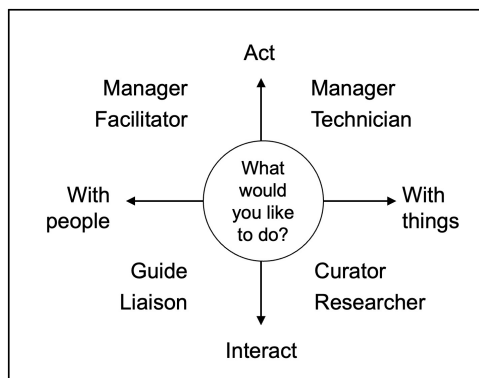 Act
Manager
Facilitator
Manager
Technician
With
people
What
would
you like
to do?
With
things
Guide
Liaison
Curator
Researcher
Interact